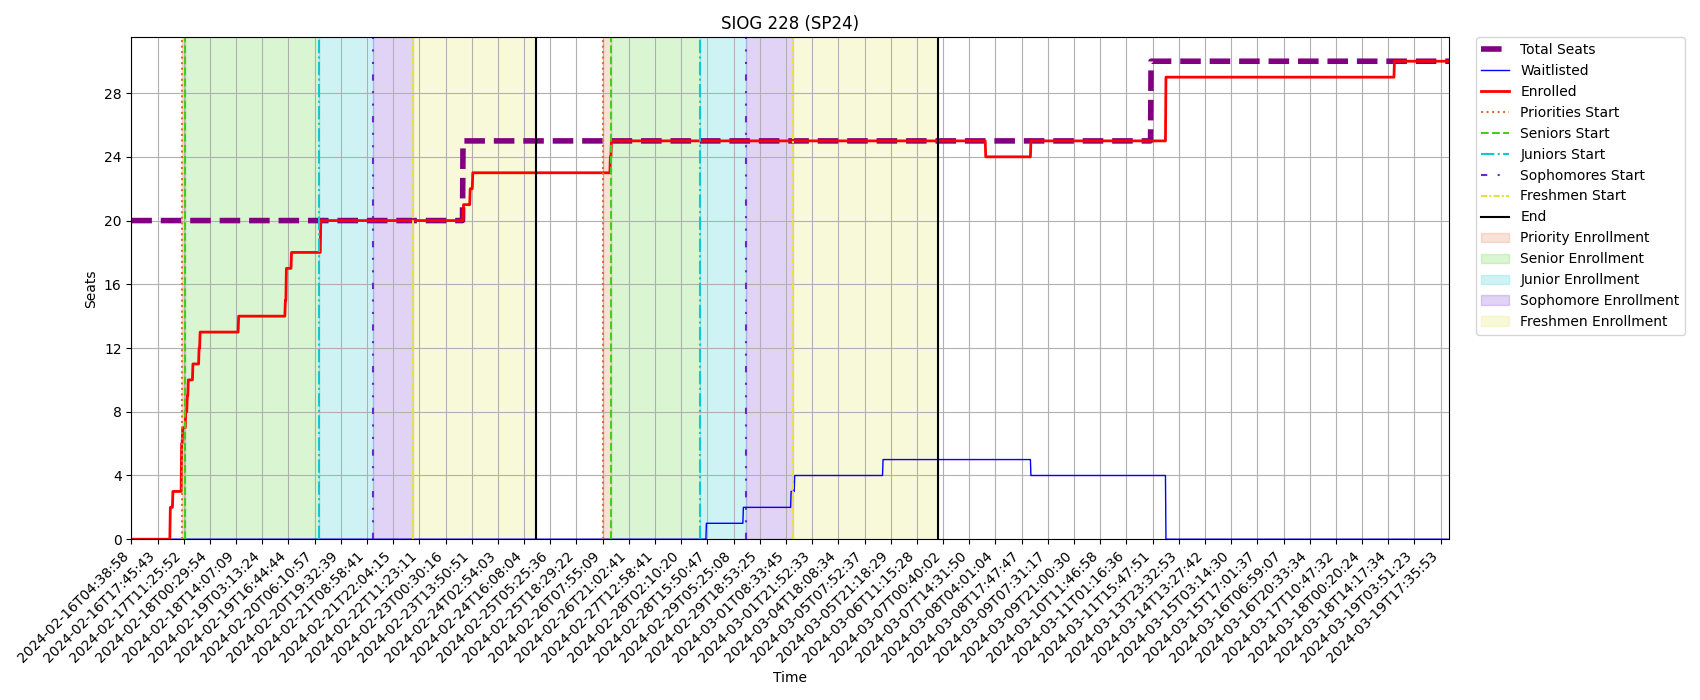 SIOG 228 (SP24)
Seats
28
24
20
16
12
8
4
0
2024-02-16T04:38:58
2024-02-16T17:45:43
2024-02-17T11:25:52
2024-02-18T00:29:54
2024-02-18T14:07:09
2024-02-19T03:13:24
2024-02-19T16:44:44
2024-02-20T06:10:57
2024-02-20T19:32:39
2024-02-21T08:58:41
2024-02-21T22:04:15
2024-02-22T11:23:11
2024-02-23T00:30:16
2024-02-23T13:50:51
2024-02-24T02:54:03
2024-02-24T16:08:04
2024-02-25T05:25:36
2024-02-25T18:29:22
2024-02-26T07:55:09
2024-02-26T21:02:41
2024-02-27T12:58:41
2024-02-28T02:10:20
2024-02-28T15:50:47
2024-02-29T05:25:08
2024-02-29T18:53:25
2024-03-01T08:33:45
2024-03-01T21:52:33
2024-03-04T18:08:34
2024-03-05T07:52:37
2024-03-05T21:18:29
2024-03-06T11:15:28
2024-03-07T00:40:02
2024-03-07T14:31:50
2024-03-08T04:01:04
2024-03-08T17:47:47
2024-03-09T07:31:17
2024-03-09T21:00:30
2024-03-10T11:46:58
2024-03-11T01:16:36
2024-03-11T15:47:51
2024-03-13T23:32:53
2024-03-14T13:27:42
2024-03-15T03:14:30
2024-03-15T17:01:37
2024-03-16T06:59:07
2024-03-16T20:33:34
2024-03-17T10:47:32
2024-03-18T00:20:24
2024-03-18T14:17:34
2024-03-19T03:51:23
2024-03-19T17:35:53
Time
Total Seats
Waitlisted
Enrolled
Priorities Start
Seniors Start
Juniors Start
Sophomores Start
Freshmen Start
End
Priority Enrollment
Senior Enrollment
Junior Enrollment
Sophomore Enrollment
Freshmen Enrollment